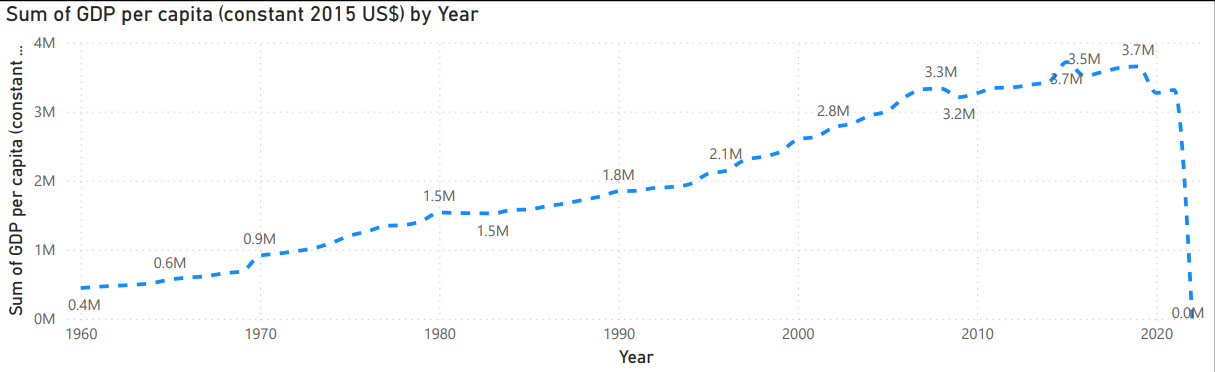 Sum of GDP per capita (constant 2015 US$) by Year
Sum of GDP per capita (constant ...
4M
3M
2M
1M
0M
0.4M
0.6M
0.9M
1.5M
1.5M
1.8M
2.1M
2.8M
3.3M
3.2M
3.7M
3.5M
3.7M
0.0M
1960
1970
1980
1990
2000
2010
2020
Year